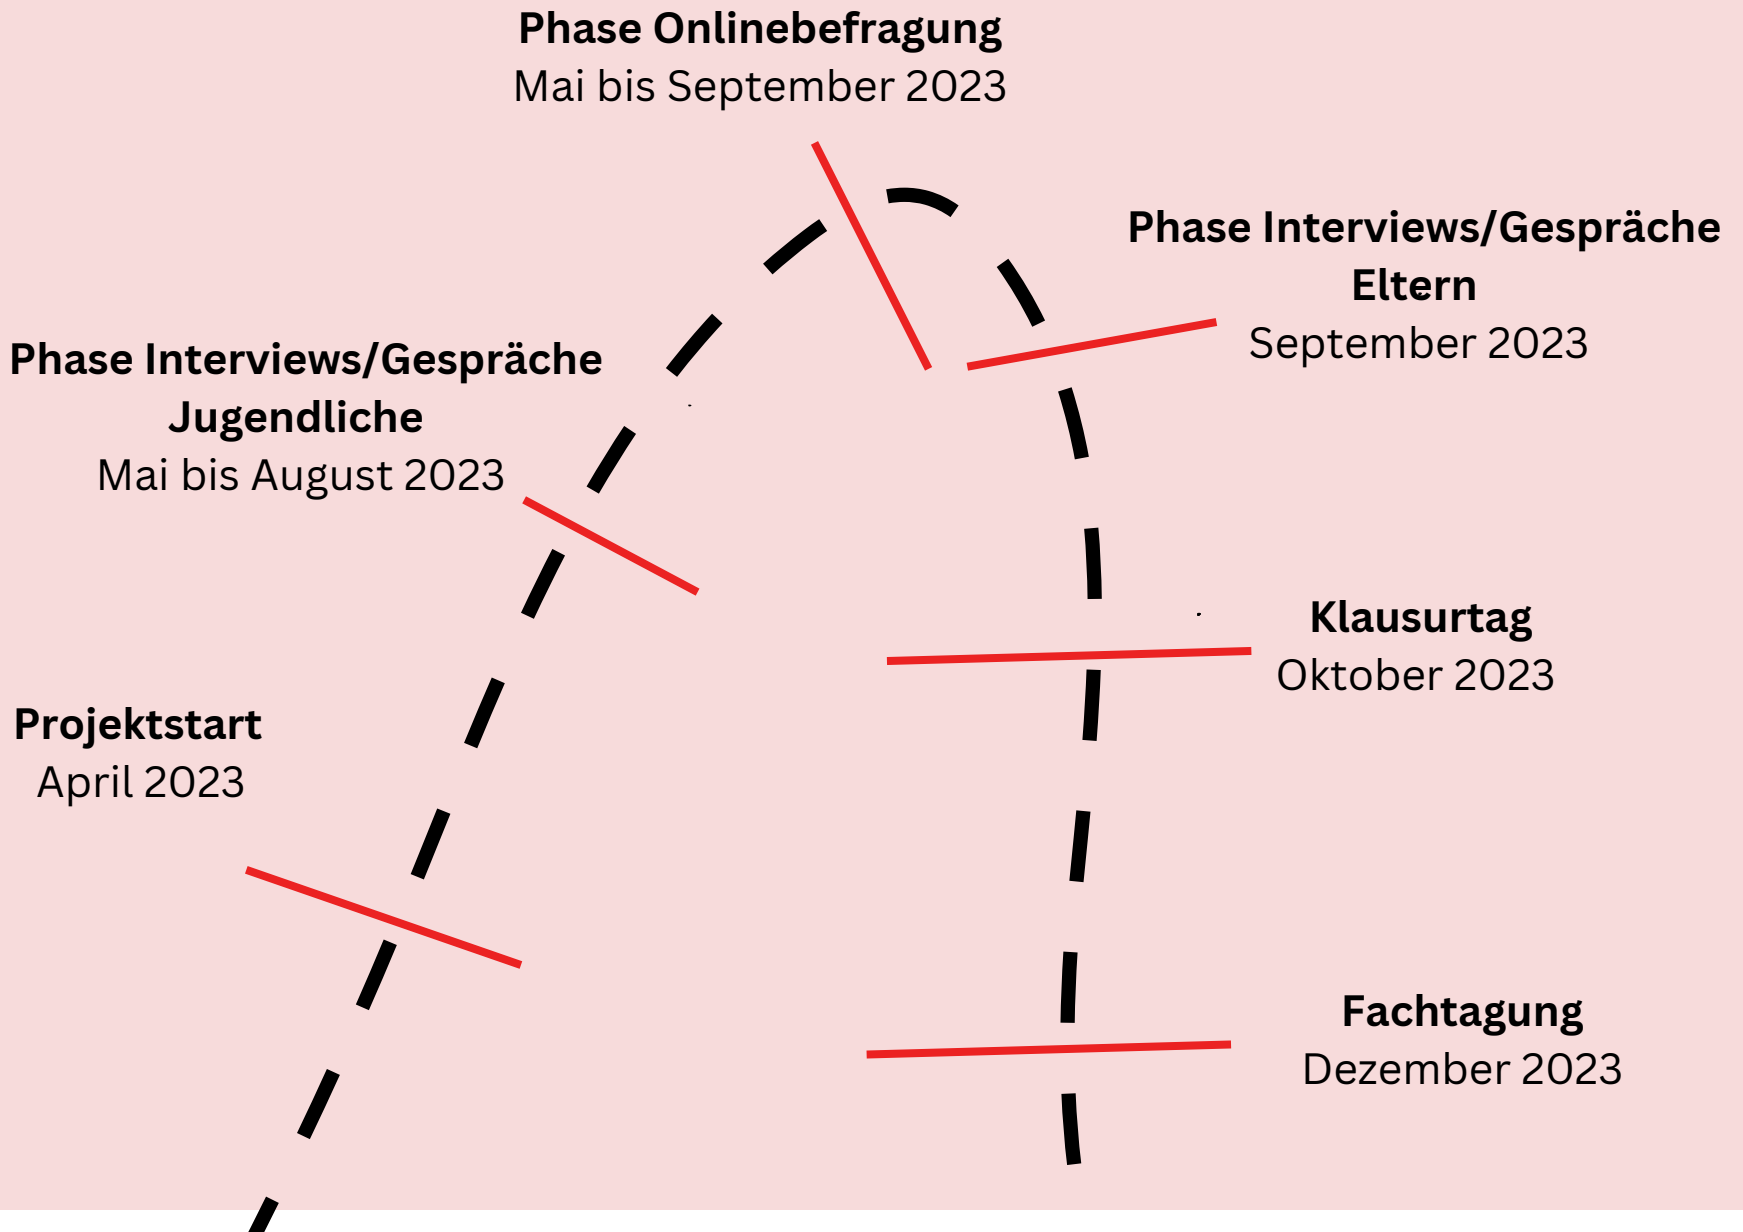 Phase Onlinebefragung
Mai bis September 2023
Phase Interviews/Gespräche
Eltern
September 2023
Phase Interviews/Gespräche
Jugendliche
Mai bis August 2023
Klausurtag
Oktober 2023
Projektstart
April 2023
Fachtagung
Dezember 2023